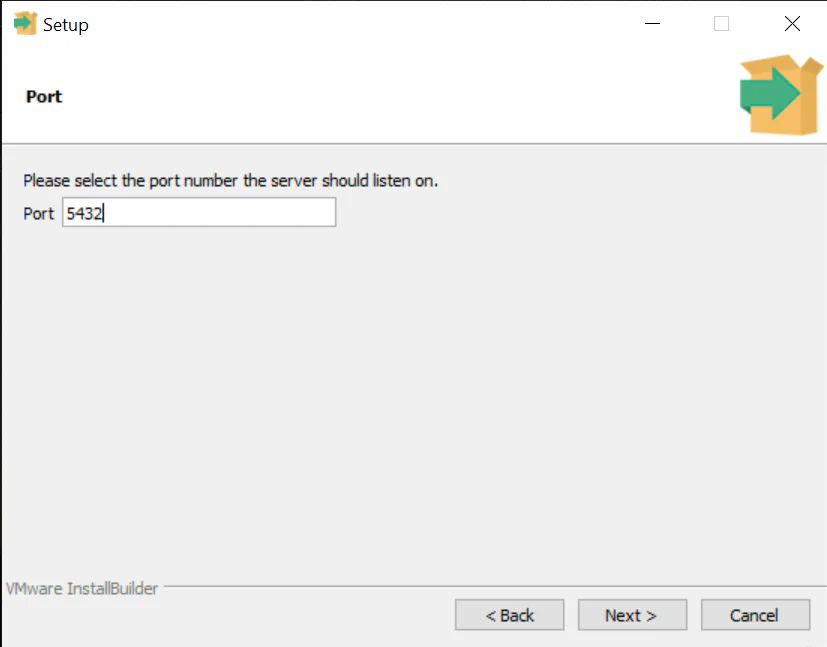 Setup
Port
Please select the port number the server should listen on.
Port 5432
VMware InstallBuilder
< Back Next > Cancel